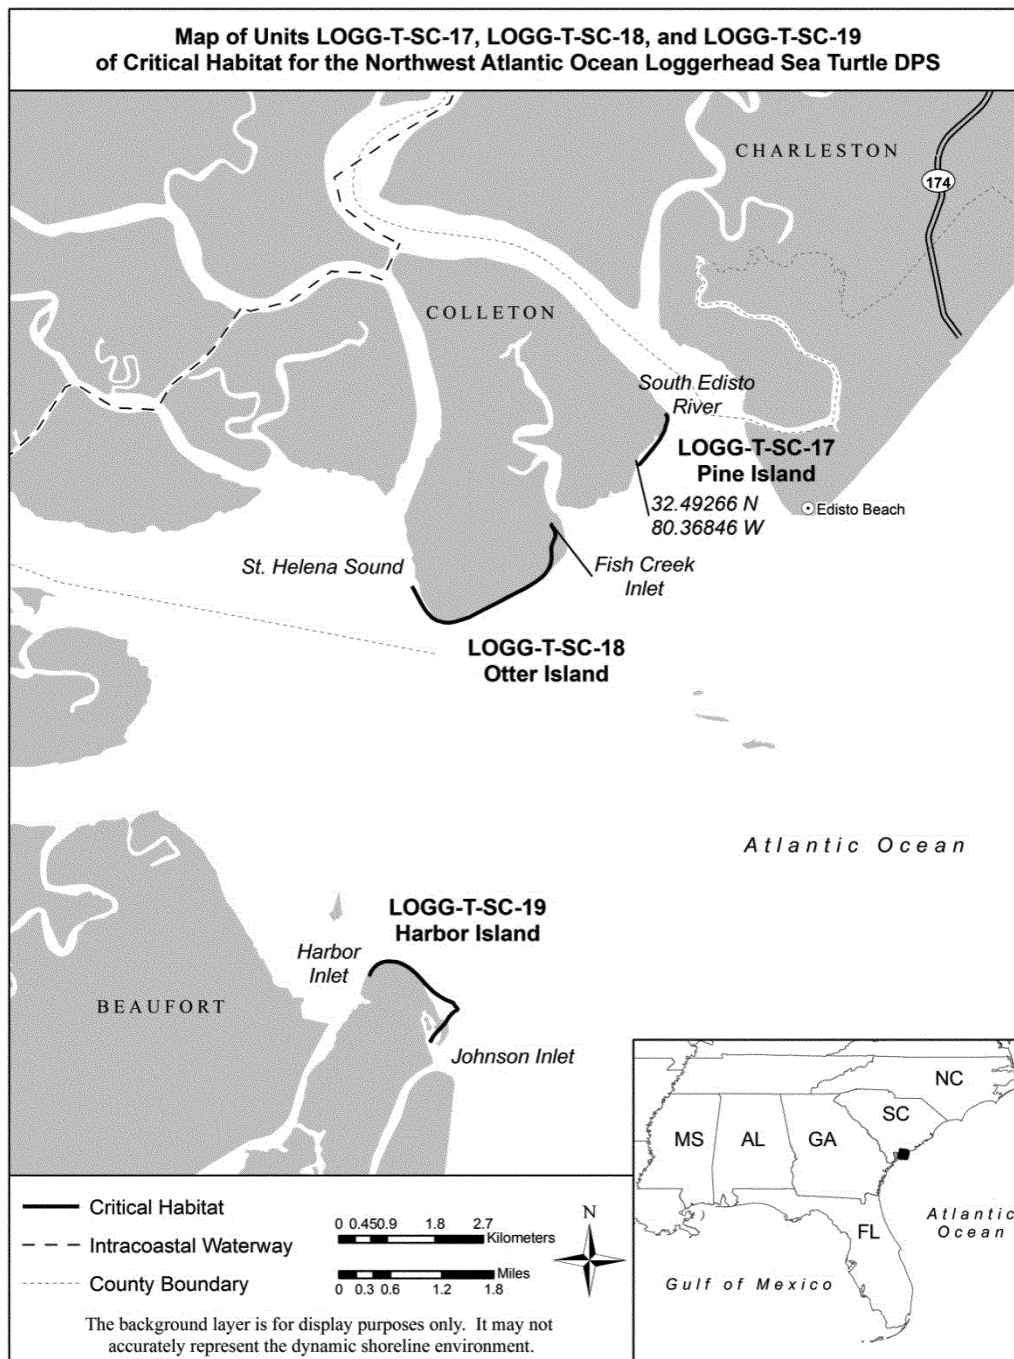 Map of Units LOGG-T-SC-17, LOGG-T-SC-18, and LOGG-T-SC-19
of Critical Habitat for the Northwest Atlantic Ocean Loggerhead Sea Turtle DPS
CHARLESTON
174
COLLETON
South Edisto
River
LOGG-T-SC-17
Pine Island
32.49266 N
80.36846 W
Edisto Beach
St. Helena Sound
Fish Creek
Inlet
LOGG-T-SC-18
Otter Island
Atlantic Ocean
LOGG-T-SC-19
Harbor Island
Harbor
Inlet
BEAUFORT
Johnson Inlet
NC
SC
MS
AL
GA
FL
Atlantic
Ocean
Gulf of Mexico
Critical Habitat
Intracoastal Waterway
County Boundary
0 0.45 0.9 1.8 2.7
Kilometers
Miles
0 0.3 0.6 1.2 1.8
N
The background layer is for display purposes only. It may not
accurately represent the dynamic shoreline environment.